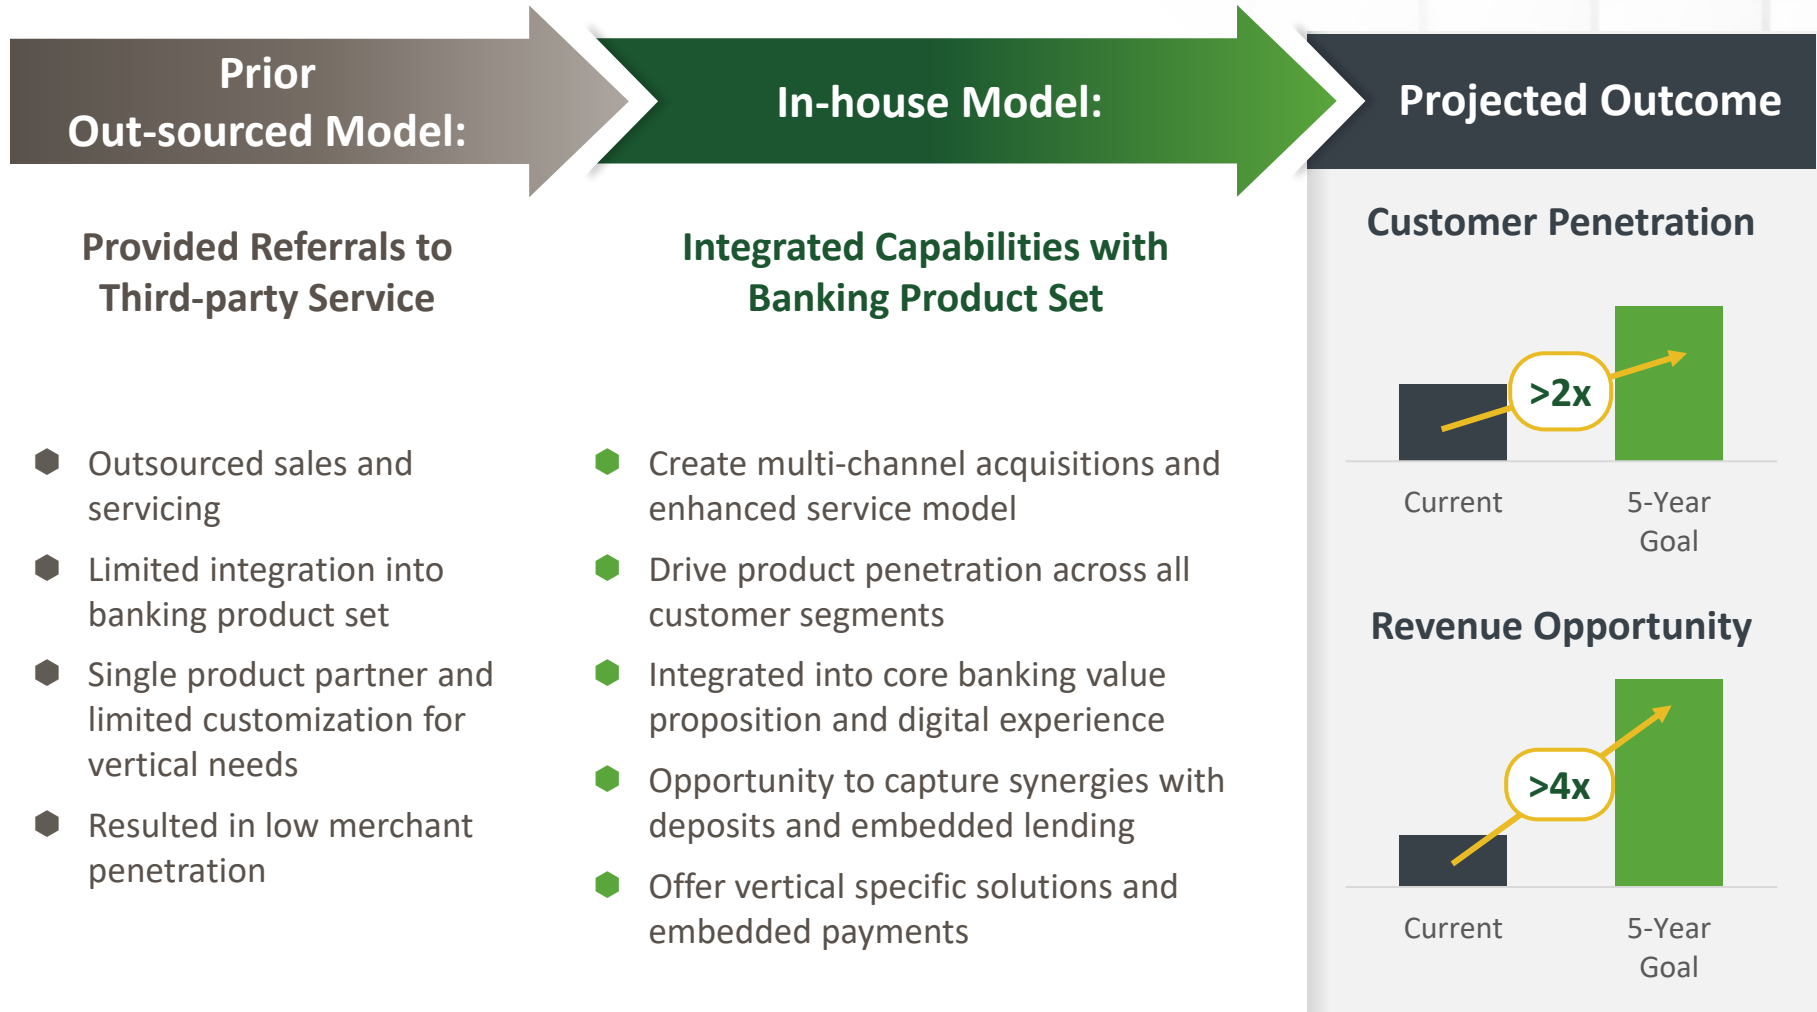 Prior
Out-sourced Model:
Provided Referrals to
Third-party Service
Outsourced sales and
servicing
Limited integration into
banking product set
Single product partner and
limited customization for
vertical needs
Resulted in low merchant
penetration
In-house Model:
Integrated Capabilities with
Banking Product Set
Create multi-channel acquisitions and
enhanced service model
Drive product penetration across all
customer segments
Integrated into core banking value
proposition and digital experience
Opportunity to capture synergies with
deposits and embedded lending
Offer vertical specific solutions and
embedded payments
Projected Outcome
Customer Penetration
>2x
Current
5-Year
Goal
Revenue Opportunity
>4x
Current
5-Year
Goal